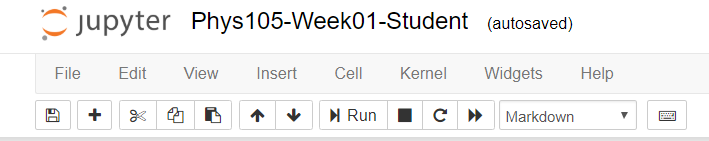 jupyter Phys105-Week01-Student (autosaved)
File Edit View Insert Cell Kernel Widgets Help
Run Markdown